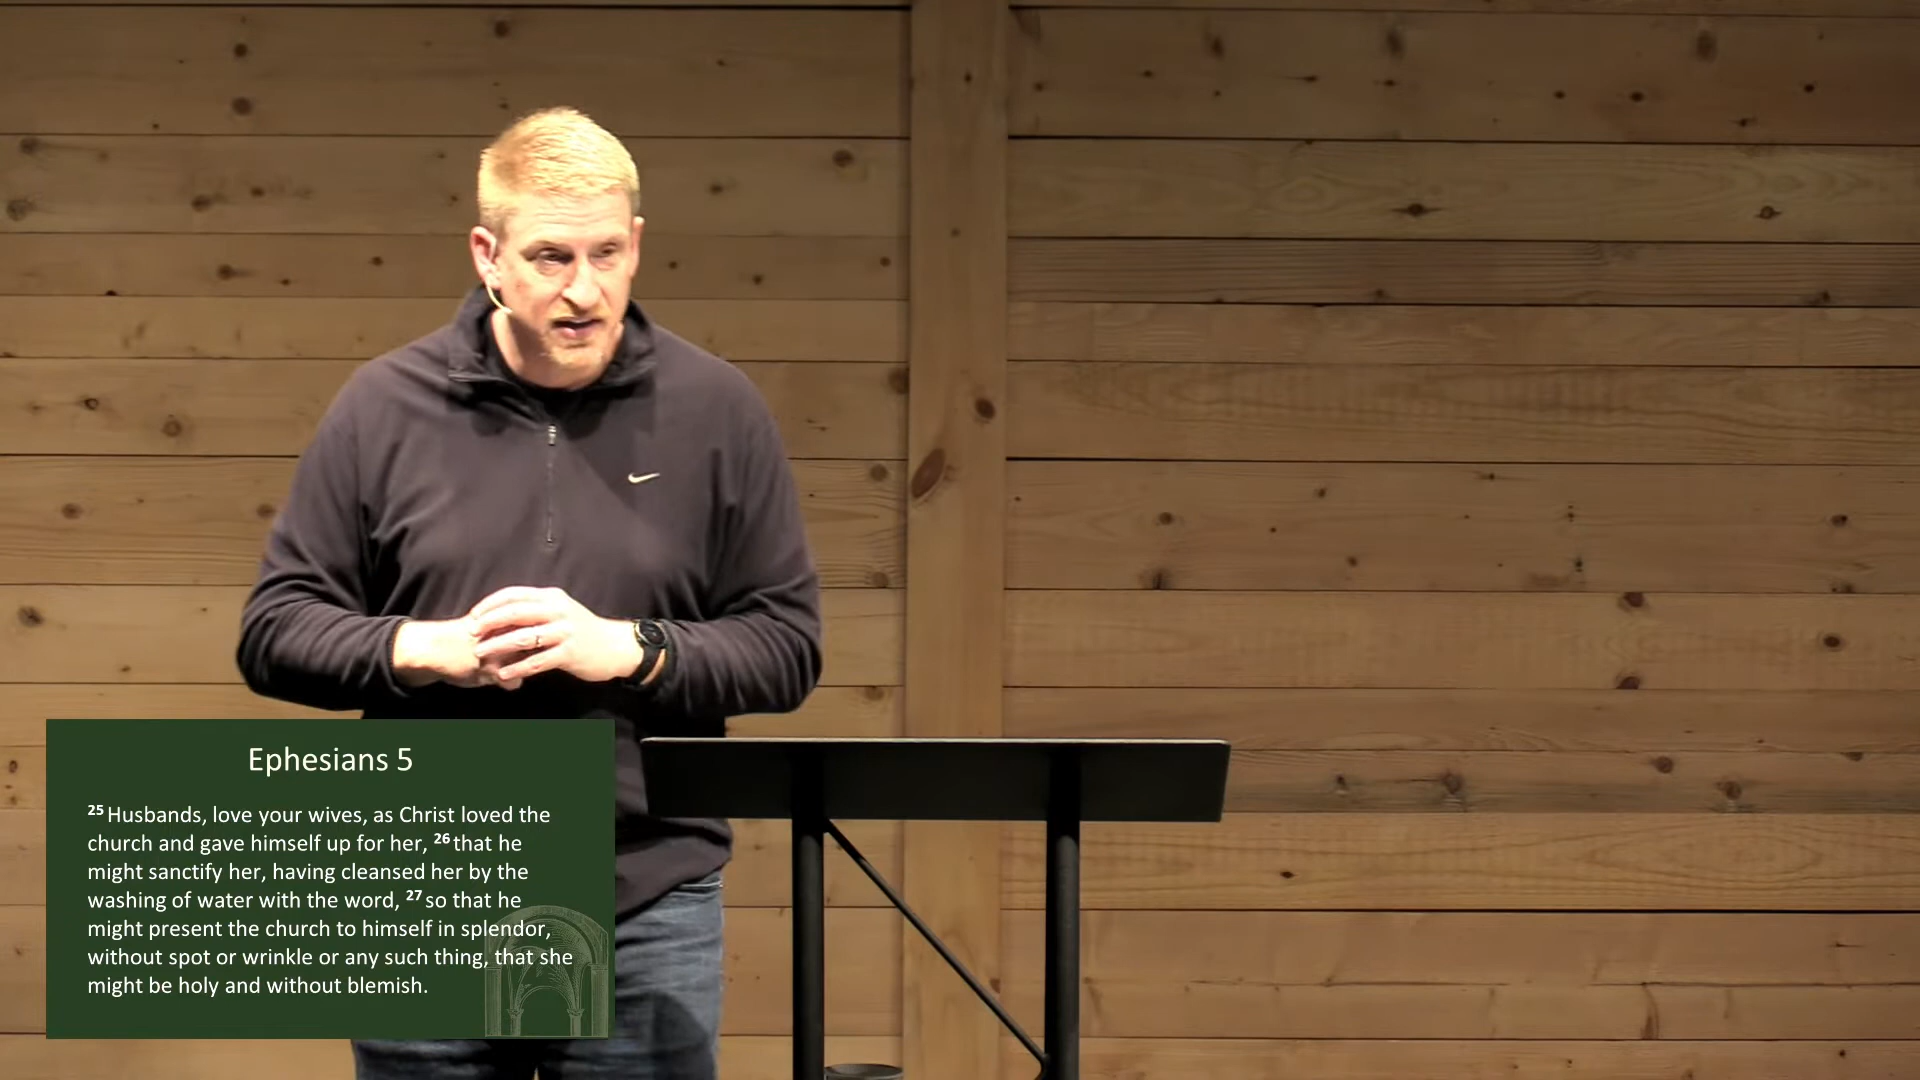 Ephesians 5
25 Husbands, love your wives, as Christ loved the
church and gave himself up for her, 26 that he
might sanctify her, having cleansed her by the
washing of water with the word, 27 so that he
might present the church to himself in splendor,
without spot or wrinkle or any such thing, that she
might be holy and without blemish.